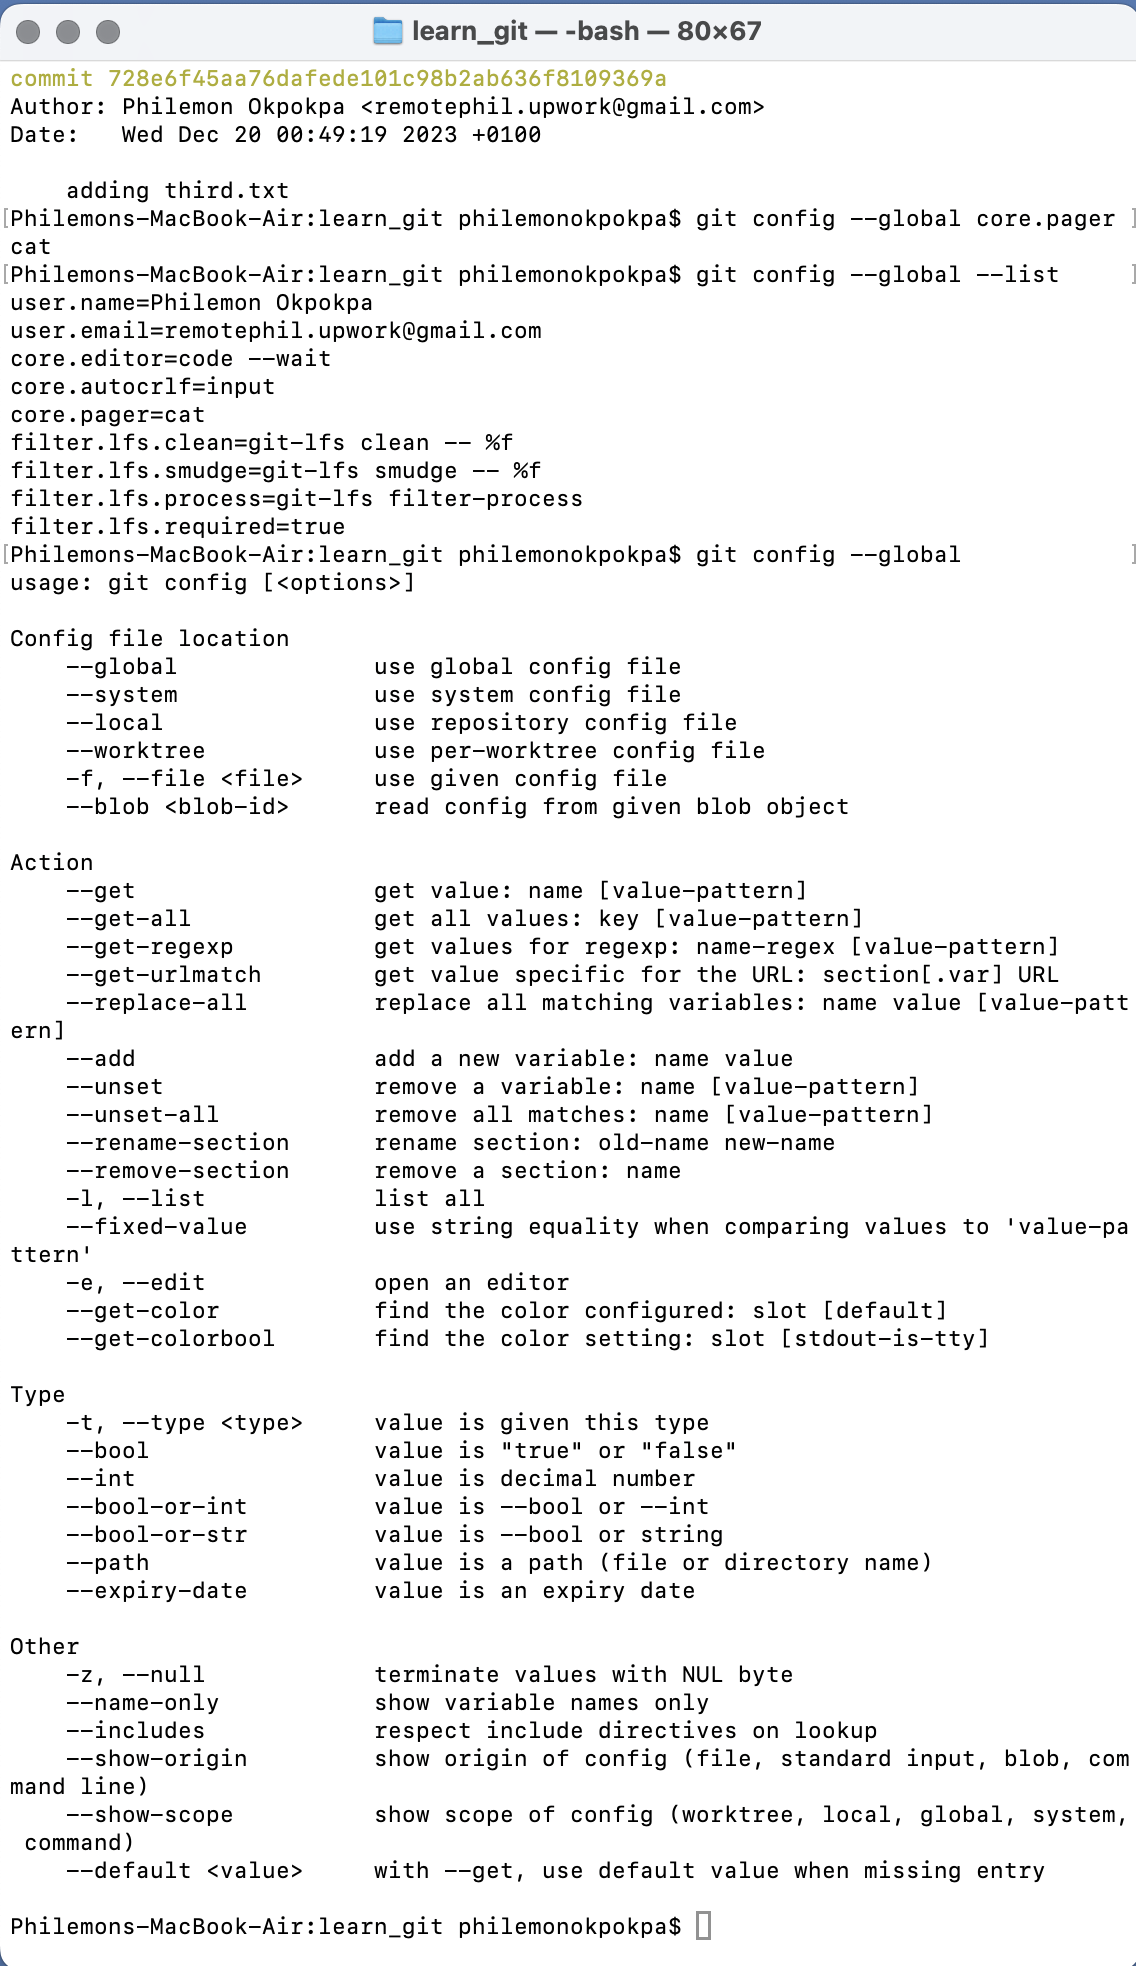 learn_git — -bash — 80×67
commit 728e6f45aa76dafede101c98b2ab636f8109369a
Author: Philemon Okpokpa <remotephil.upwork@gmail.com>
Date:   Wed Dec 20 00:49:19 2023 +0100

    adding third.txt
[Philemons-MacBook-Air:learn_git philemonokpokpa$ git config --global core.pager ]
cat
[Philemons-MacBook-Air:learn_git philemonokpokpa$ git config --global --list     ]
user.name=Philemon Okpokpa
user.email=remotephil.upwork@gmail.com
core.editor=code --wait
core.autocrlf=input
core.pager=cat
filter.lfs.clean=git-lfs clean -- %f
filter.lfs.smudge=git-lfs smudge -- %f
filter.lfs.process=git-lfs filter-process
filter.lfs.required=true
[Philemons-MacBook-Air:learn_git philemonokpokpa$ git config --global            ]
usage: git config [<options>]

Config file location
    --global              use global config file
    --system              use system config file
    --local               use repository config file
    --worktree            use per-worktree config file
    -f, --file <file>     use given config file
    --blob <blob-id>      read config from given blob object

Action
    --get                 get value: name [value-pattern]
    --get-all             get all values: key [value-pattern]
    --get-regexp          get values for regexp: name-regex [value-pattern]
    --get-urlmatch        get value specific for the URL: section[.var] URL
    --replace-all         replace all matching variables: name value [value-patt
ern]
    --add                 add a new variable: name value
    --unset               remove a variable: name [value-pattern]
    --unset-all           remove all matches: name [value-pattern]
    --rename-section      rename section: old-name new-name
    --remove-section      remove a section: name
    -l, --list            list all
    --fixed-value         use string equality when comparing values to 'value-pa
ttern'
    -e, --edit            open an editor
    --get-color           find the color configured: slot [default]
    --get-colorbool       find the color setting: slot [stdout-is-tty]

Type
    -t, --type <type>     value is given this type
    --bool                value is "true" or "false"
    --int                 value is decimal number
    --bool-or-int         value is --bool or --int
    --bool-or-str         value is --bool or string
    --path                value is a path (file or directory name)
    --expiry-date         value is an expiry date

Other
    -z, --null            terminate values with NUL byte
    --name-only           show variable names only
    --includes            respect include directives on lookup
    --show-origin         show origin of config (file, standard input, blob, com
mand line)
    --show-scope          show scope of config (worktree, local, global, system,
 command)
    --default <value>     with --get, use default value when missing entry

Philemons-MacBook-Air:learn_git philemonokpokpa$